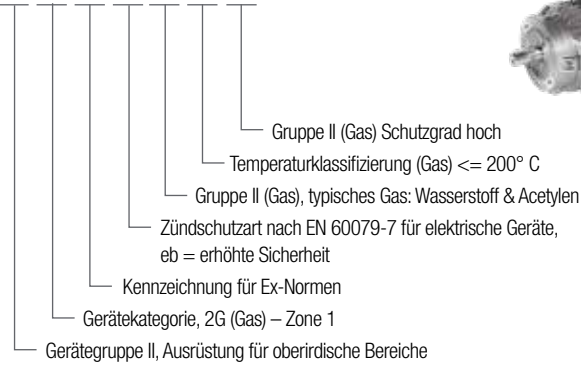 Gruppe II (Gas) Schutzgrad hoch
Temperaturklassifizierung (Gas) <= 200° C
Gruppe II (Gas), typisches Gas: Wasserstoff & Acetylen
Zündschutzart nach EN 60079-7 für elektrische Geräte,
eb = erhöhte Sicherheit
Kennzeichnung für Ex-Normen
Gerätekategorie, 2G (Gas) – Zone 1
Gerätegruppe II, Ausrüstung für oberirdische Bereiche